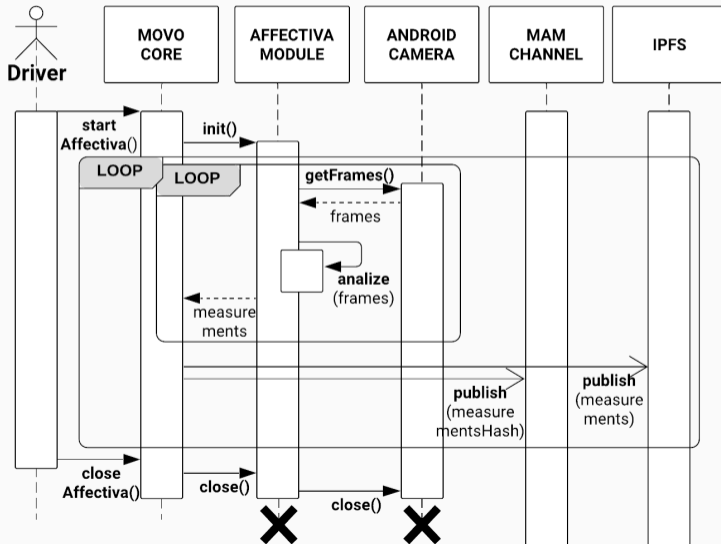 Driver
MOVO
CORE
AFFECTIVA
MODULE
ANDROID
CAMERA
MAM
CHANNEL
IPFS
start
Affectiva()
init()
LOOP
LOOP
getFrames()
frames
analize
(frames)
measure
ments
publish
(measure
mentsHash)
publish
(measure
ments)
close
Affectiva()
close()
close()